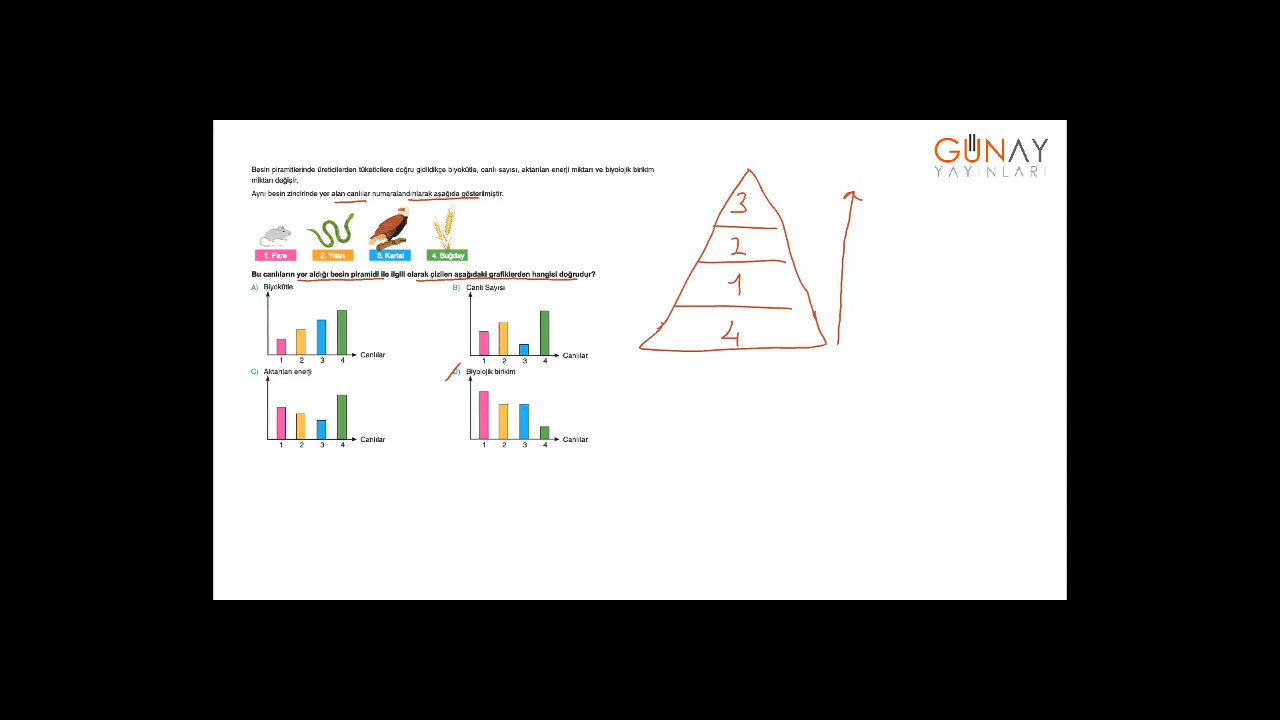 GÜNAY
YAYINLARI
Besin piramitlerinde üreticilerden tüketicilere doğru gidildikçe biyokütle, canlı sayısı, aktarılan enerji miktarı ve biyolojik birikim
miktarı değişir.
Aynı besin zincirinde yer alan canlılar numaralandırılarak aşağıda gösterilmiştir.
1. Fare
2. Yılan
3. Kartal
4. Buğday
Bu canlıların yer aldığı besin piramidi ile ilgili olarak çizilen aşağıdaki grafiklerden hangisi doğrudur?
A) Biyokütle
1 2 3 4 Canlılar
B) Canlı Sayısı
1 2 3 4 Canlılar
C) Aktarılan enerji
1 2 3 4 Canlılar
D) Biyolojik birikim
1 2 3 4 Canlılar
3
2
1
4